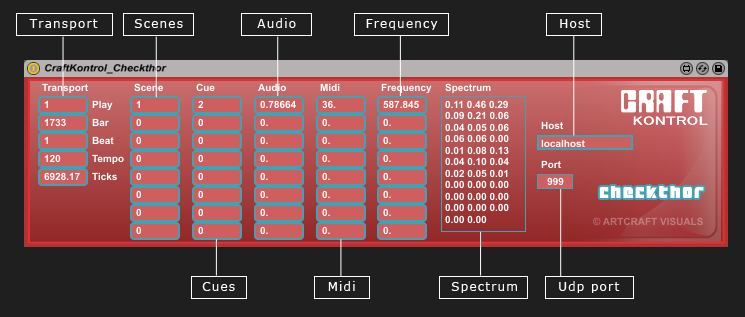 Transport Scenes Audio Frequency Host
CraftKontrol_Checkthor
Transport Scene Cue Audio Midi Frequency Spectrum
1 Play 1 2 0.78664 36. 587.845 0.11 0.46 0.29
1733 Bar 0 0 0. 0. 0. 0.09 0.21 0.06
1 Beat 0 0 0. 0. 0. 0.04 0.05 0.06
120 Tempo 0 0 0. 0. 0. 0.06 0.06 0.00
6928.17 Ticks 0 0 0. 0. 0. 0.01 0.08 0.13
0 0 0. 0. 0. 0.04 0.10 0.04
0 0 0. 0. 0. 0.02 0.05 0.01
0 0 0. 0. 0. 0.00 0.00 0.00
0.00 0.00 0.00
0.00 0.00 0.00
0.00 0.00
CRAFT
KONTROL
Host
localhost
Port
999
checkthor
© ARTCRAFT VISUALS
Cues Midi Spectrum Udp port